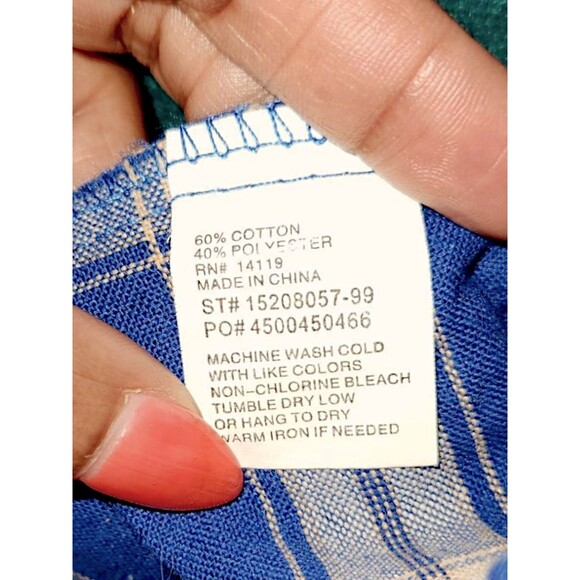 60% COTTON
40% POLYESTER
RN# 14119
MADE IN CHINA
ST# 15208057-99
PO# 4500450466
MACHINE WASH COLD
WITH LIKE COLORS
NON-CHLORINE BLEACH
TUMBLE DRY LOW
OR HANG TO DRY
WARM IRON IF NEEDED